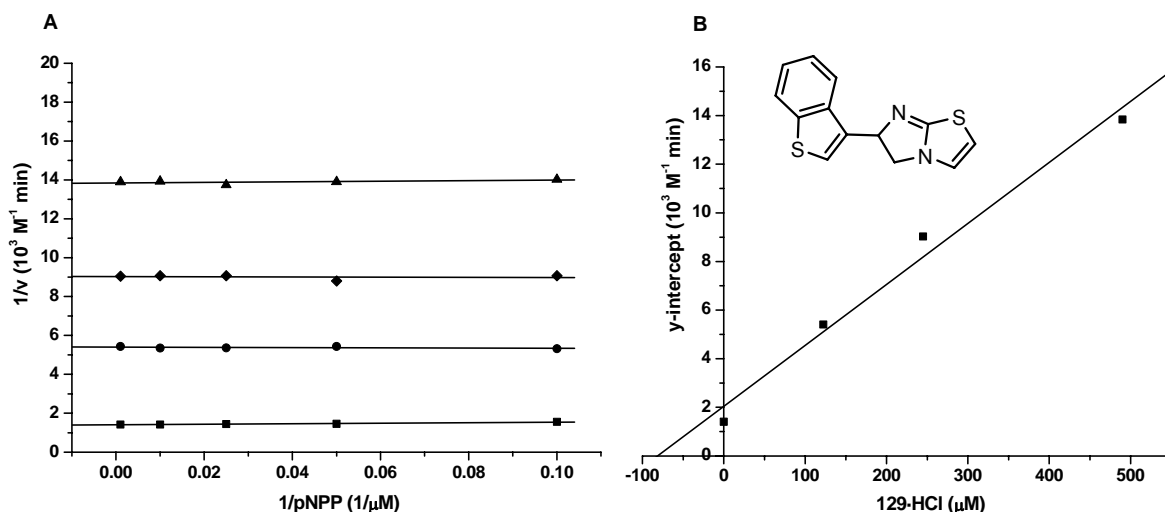 A
20
18
16
14
12
10
8
6
4
2
0
1/v (10³ M⁻¹ min)
0.00 0.02 0.04 0.06 0.08 0.10
1/pNPP (1/µM)
B
16
14
12
10
8
6
4
2
0
y-intercept (10³ M⁻¹ min)
-100 0 100 200 300 400 500
129·HCl (µM)
S
N
N
S